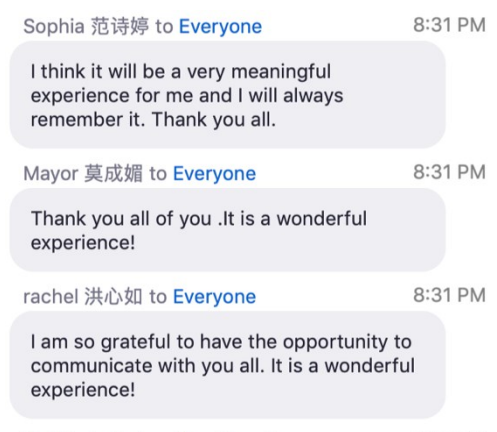 Sophia 范诗婷 to Everyone 8:31 PM
I think it will be a very meaningful
experience for me and I will always
remember it. Thank you all.
Mayor 莫成媚 to Everyone 8:31 PM
Thank you all of you .It is a wonderful
experience!
rachel 洪心如 to Everyone 8:31 PM
I am so grateful to have the opportunity to
communicate with you all. It is a wonderful
experience!